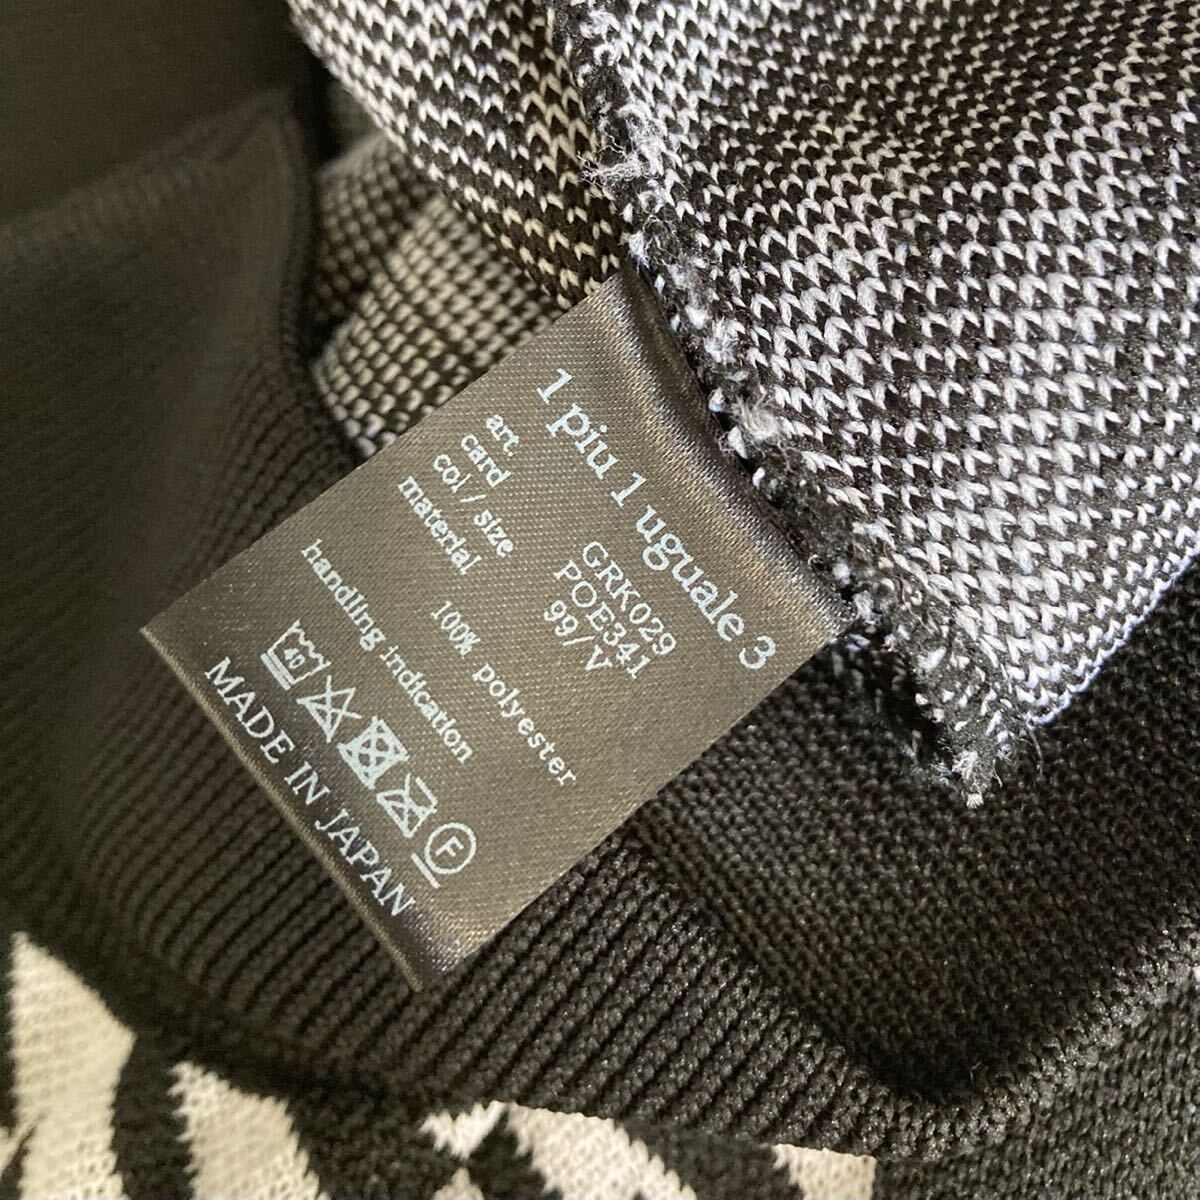 1 piu 1 uguale 3
art. GRK029
card POE341
col / size 99/V
material
100% polyester
handling indication
40 F
MADE IN JAPAN